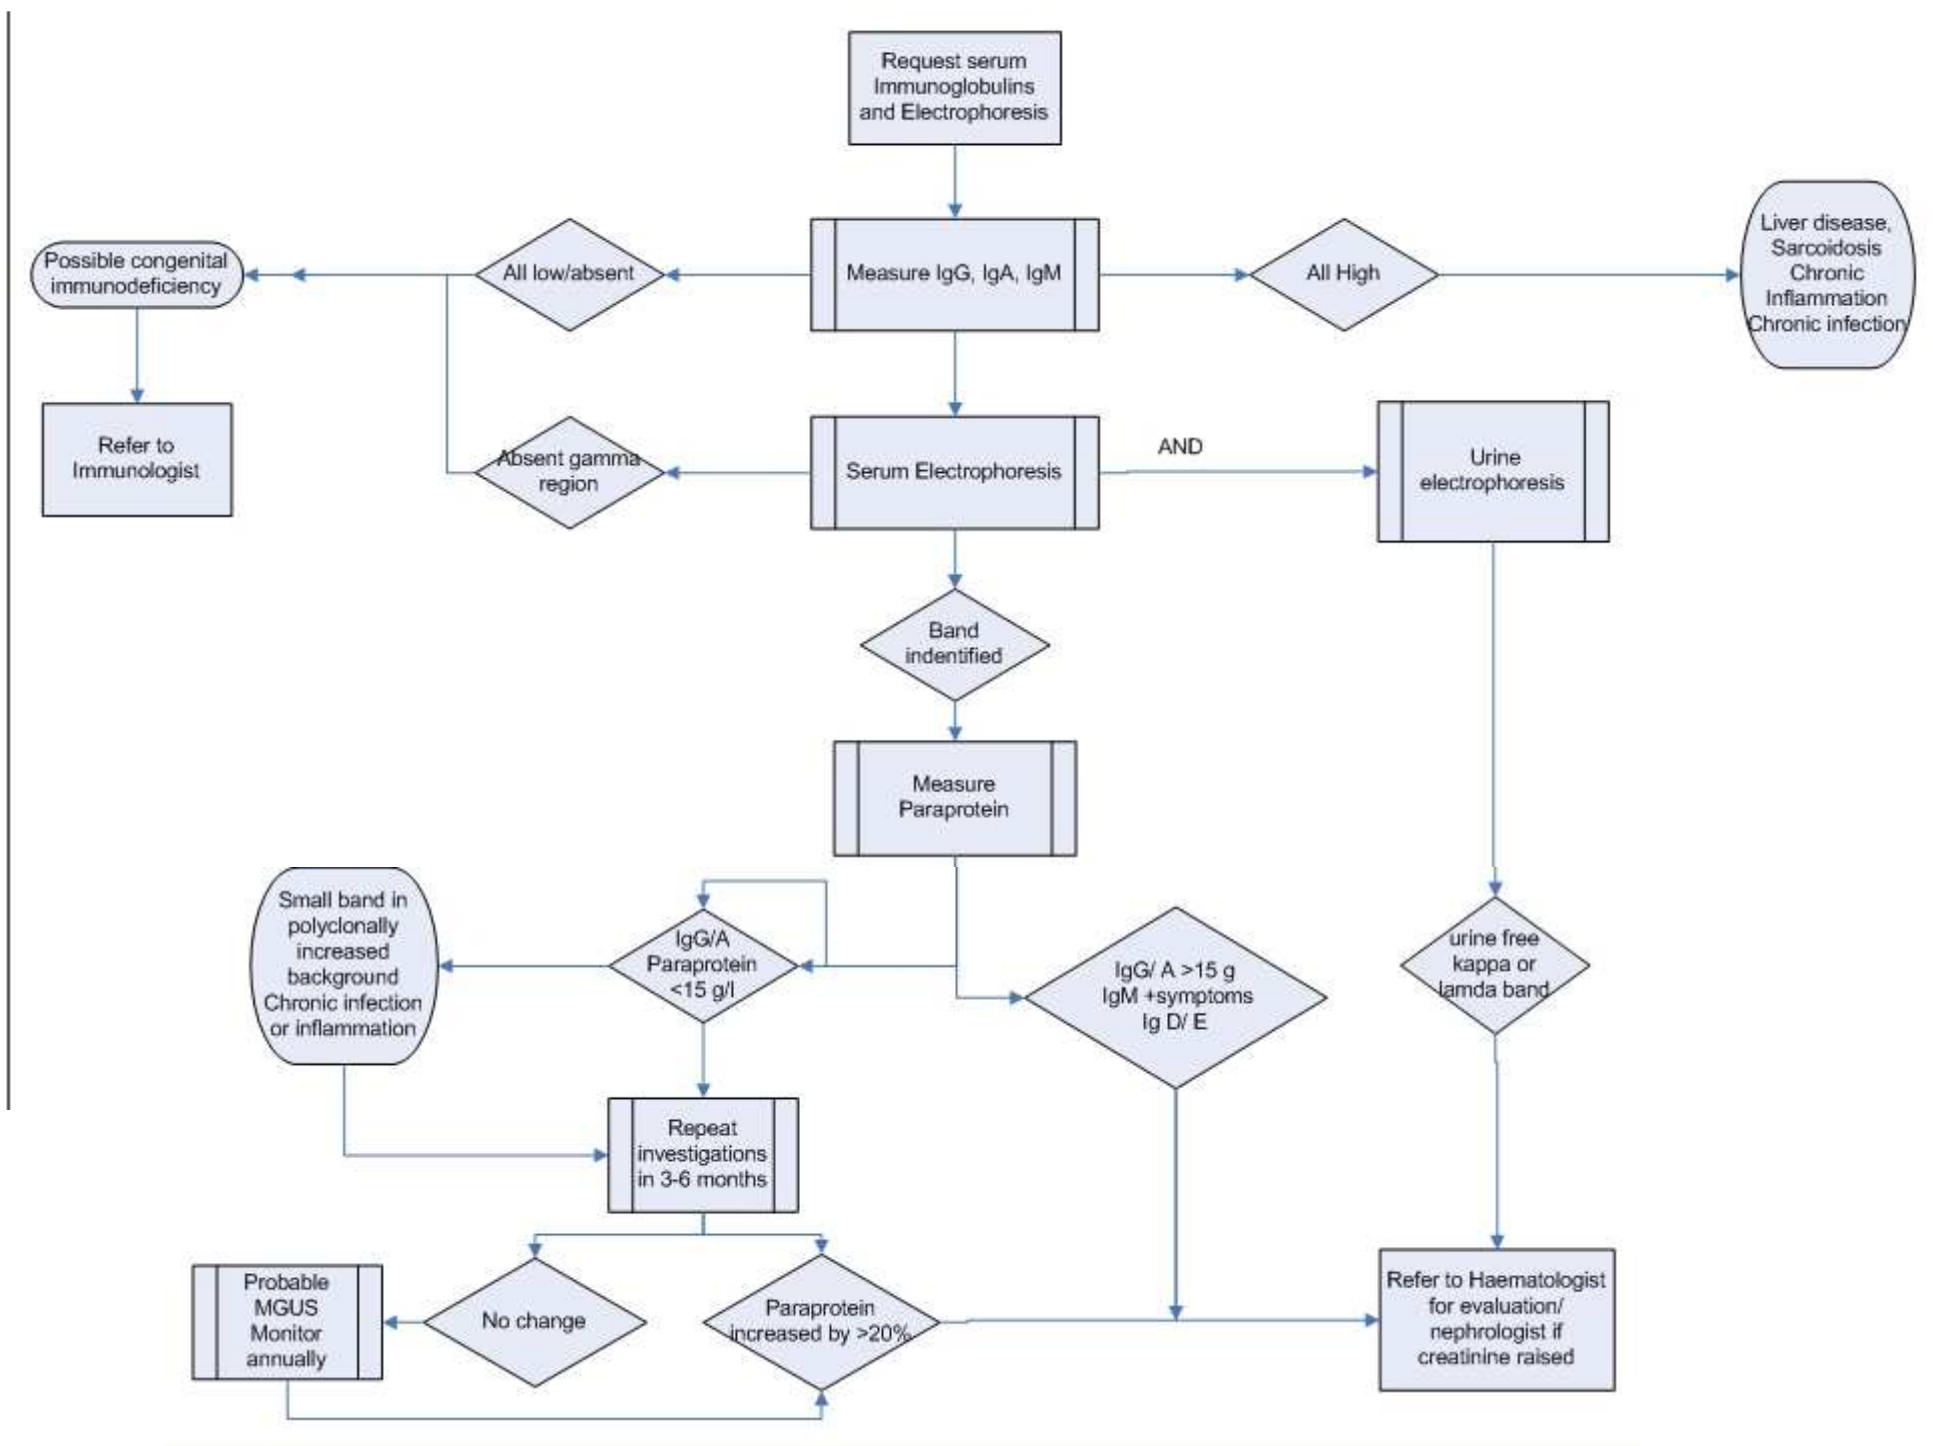 Request serum
Immunoglobulins
and Electrophoresis
Possible congenital
immunodeficiency
All low/absent
Measure IgG, IgA, IgM
All High
Liver disease,
Sarcoidosis
Chronic
Inflammation
Chronic infection
Refer to
Immunologist
Absent gamma
region
Serum Electrophoresis
AND
Urine
electrophoresis
Band
indentified
Measure
Paraprotein
Small band in
polyclonally
increased
background
Chronic infection
or inflammation
IgG/A
Paraprotein
<15 g/l
IgG/ A >15 g
IgM +symptoms
Ig D/ E
urine free
kappa or
lamda band
Repeat
investigations
in 3-6 months
Probable
MGUS
Monitor
annually
No change
Paraprotein
increased by >20%
Refer to Haematologist
for evaluation/
nephrologist if
creatinine raised